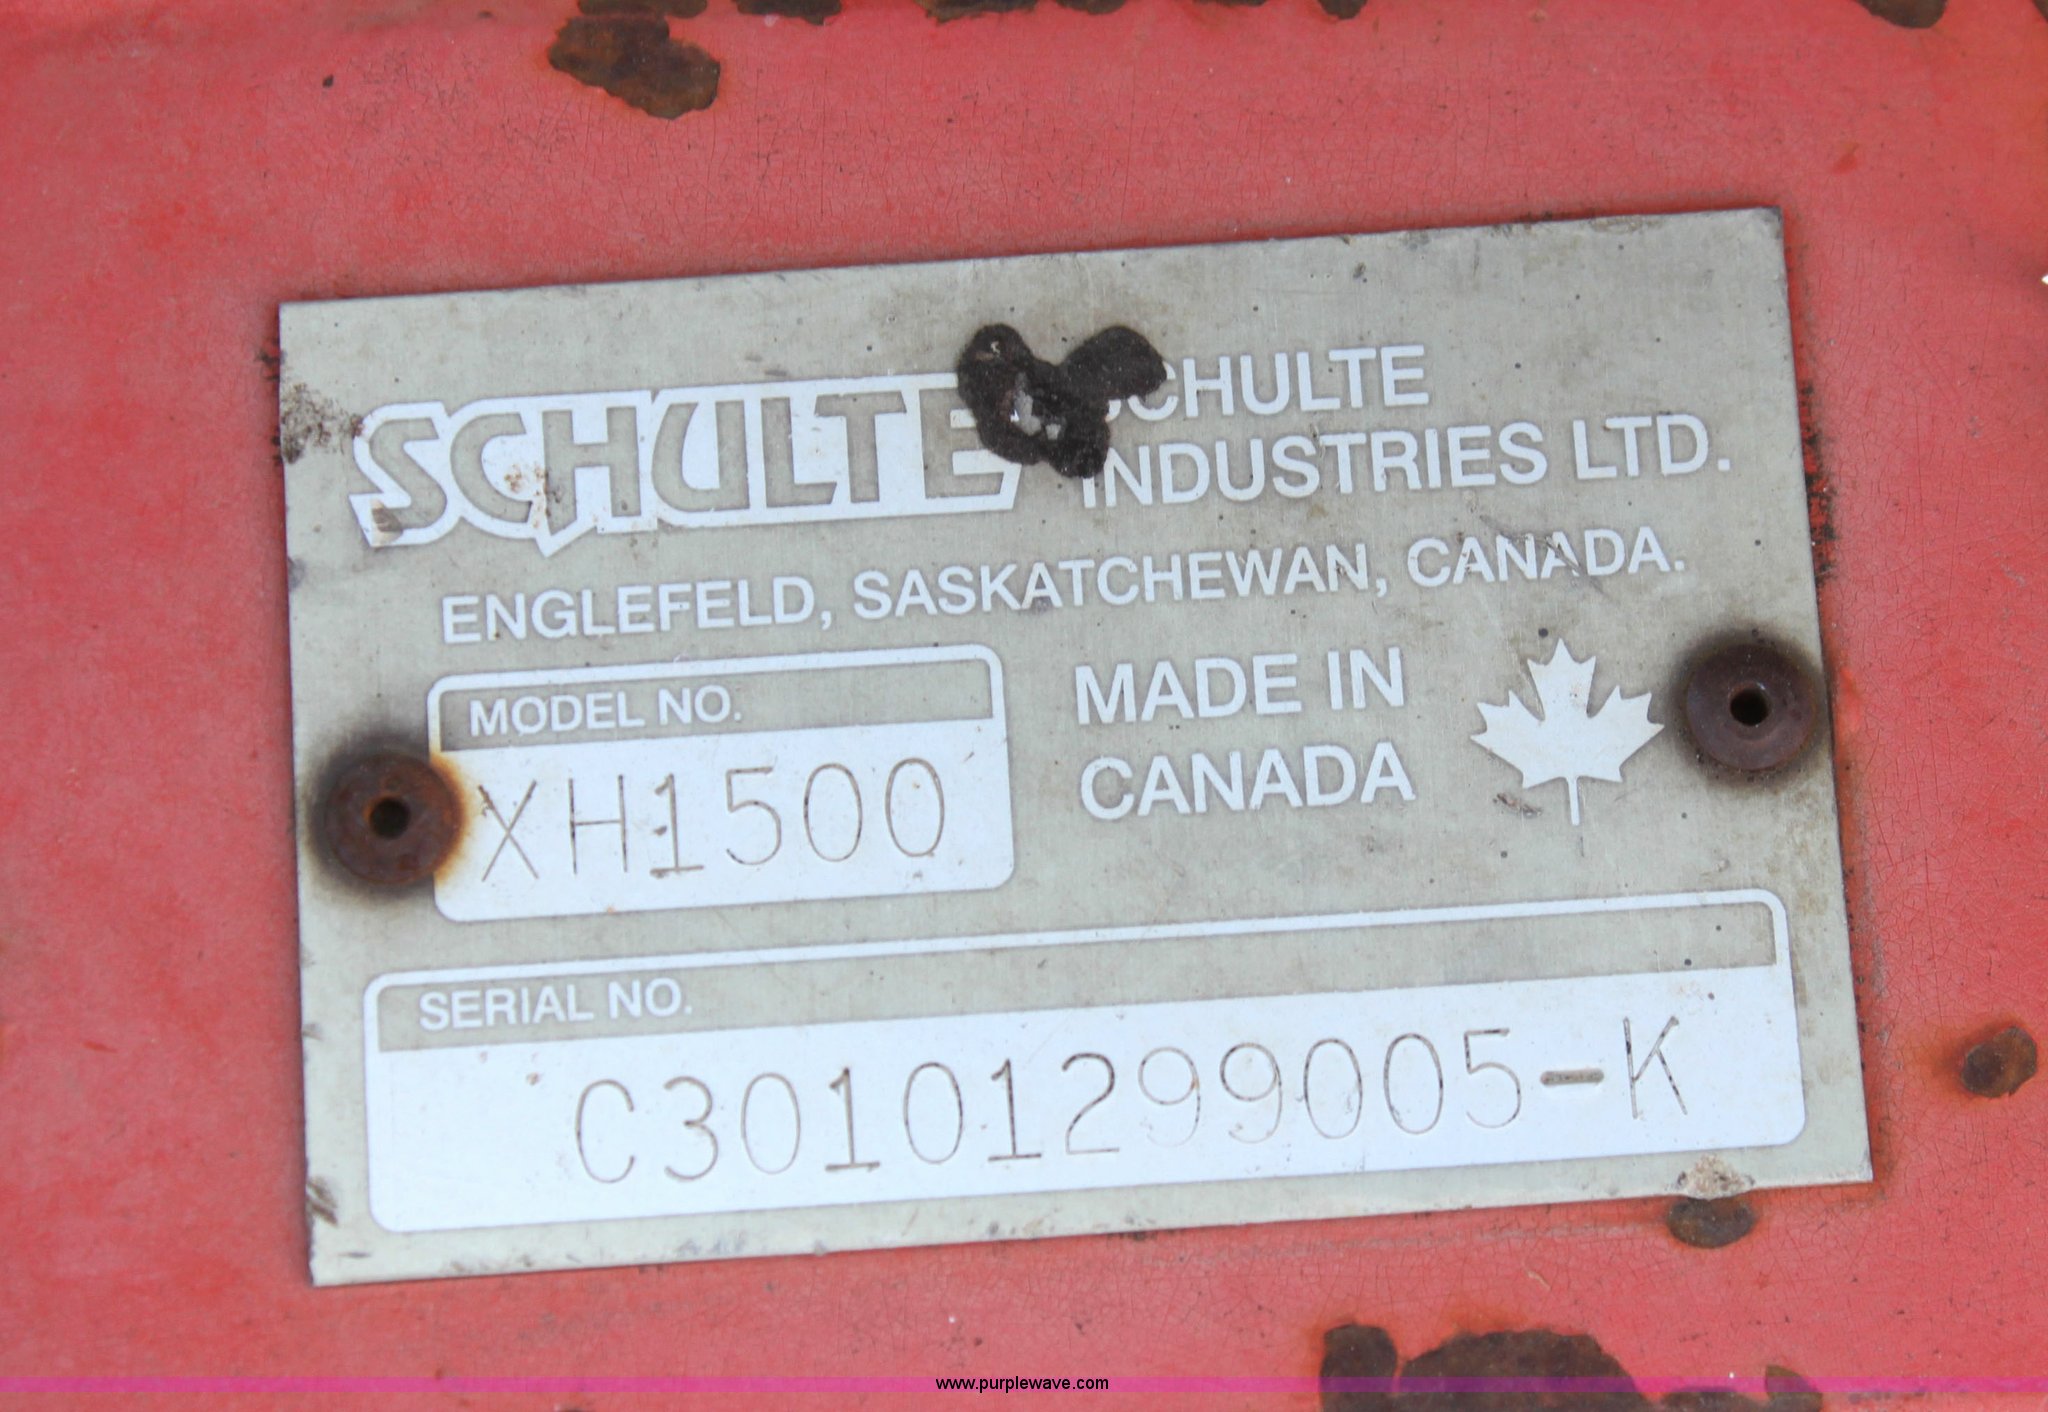 SCHULTE
SCHULTE
INDUSTRIES LTD.
ENGLEFELD, SASKATCHEWAN, CANADA.
MODEL NO.
XH1500
MADE IN
CANADA
SERIAL NO.
C30101299005-K
www.purplewave.com